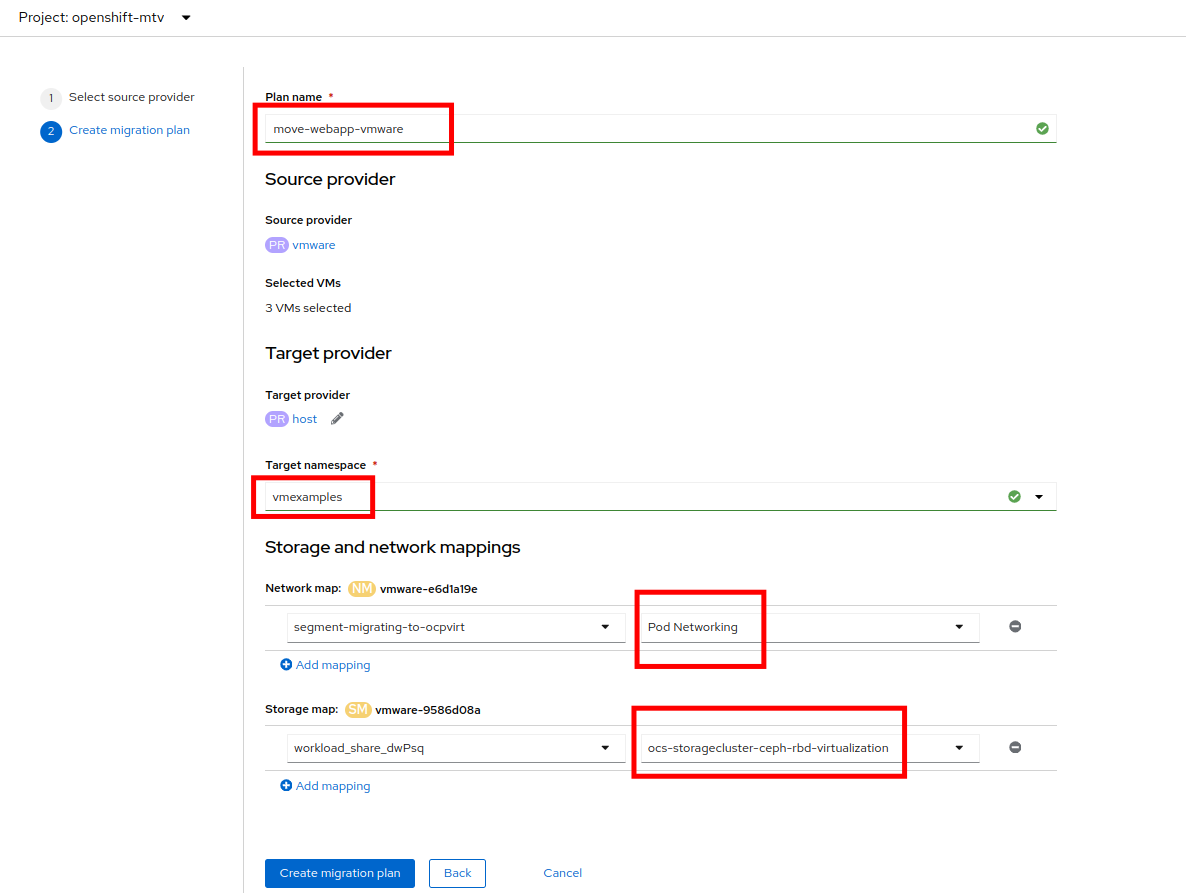 Project: openshift-mtv
1 Select source provider
2 Create migration plan
Plan name *
move-webapp-vmware
Source provider
Source provider
PR vmware
Selected VMs
3 VMs selected
Target provider
Target provider
PR host
Target namespace *
vmexamples
Storage and network mappings
Network map: NM vmware-e6d1a19e
segment-migrating-to-ocpvirt Pod Networking
Add mapping
Storage map: SM vmware-9586d08a
workload_share_dwPsq ocs-storagecluster-ceph-rbd-virtualization
Add mapping
Create migration plan Back Cancel